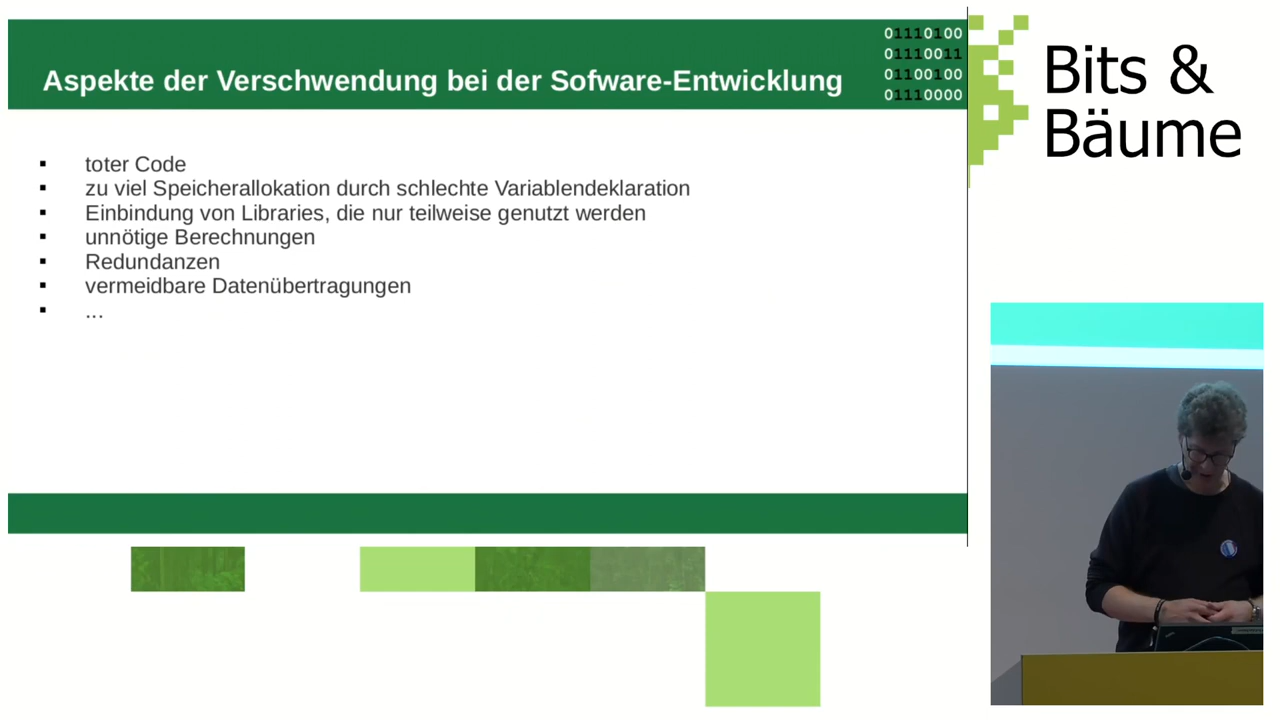 Aspekte der Verschwendung bei der Sofware-Entwicklung
01110100
01110011
01100100
01110000
toter Code
zu viel Speicherallokation durch schlechte Variablendeklaration
Einbindung von Libraries, die nur teilweise genutzt werden
unnötige Berechnungen
Redundanzen
vermeidbare Datenübertragungen
...
Bits &
Bäume